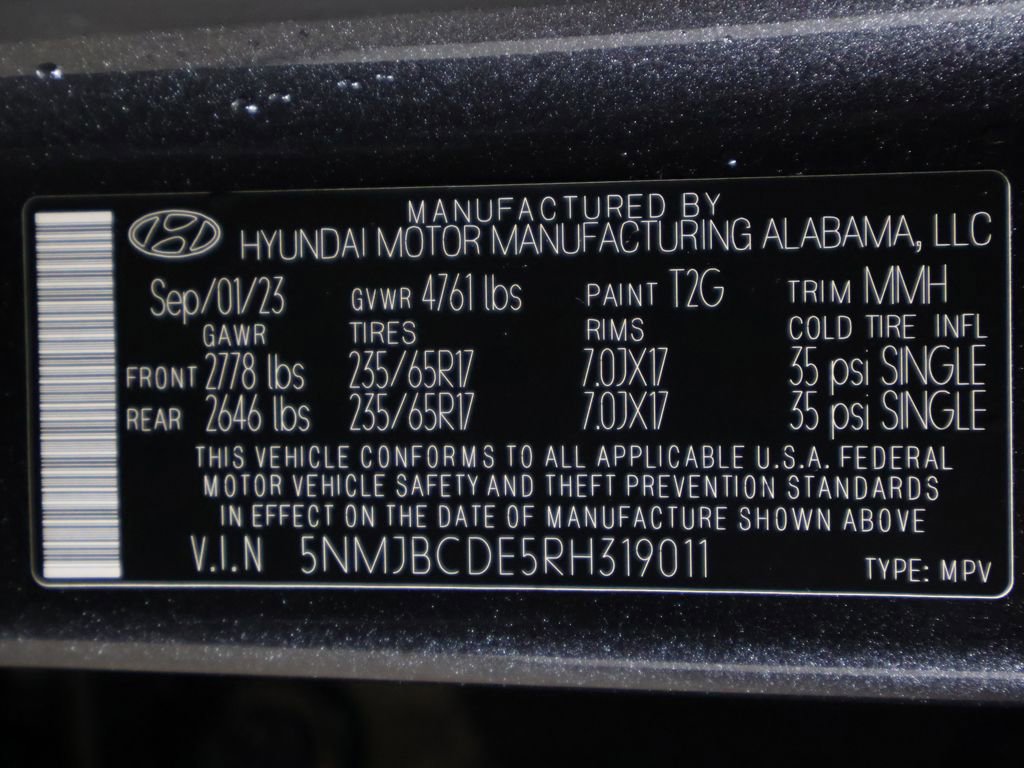 MANUFACTURED BY
HYUNDAI MOTOR MANUFACTURING ALABAMA, LLC
Sep/01/23 GVWR 4761 lbs PAINT T2G TRIM MMH
GAWR TIRES RIMS COLD TIRE INFL
FRONT 2778 lbs 235/65R17 7.0JX17 35 psi SINGLE
REAR 2646 lbs 235/65R17 7.0JX17 35 psi SINGLE
THIS VEHICLE CONFORMS TO ALL APPLICABLE U.S.A. FEDERAL
MOTOR VEHICLE SAFETY AND THEFT PREVENTION STANDARDS
IN EFFECT ON THE DATE OF MANUFACTURE SHOWN ABOVE
V.I.N 5NMJBCDE5RH319011 TYPE: MPV